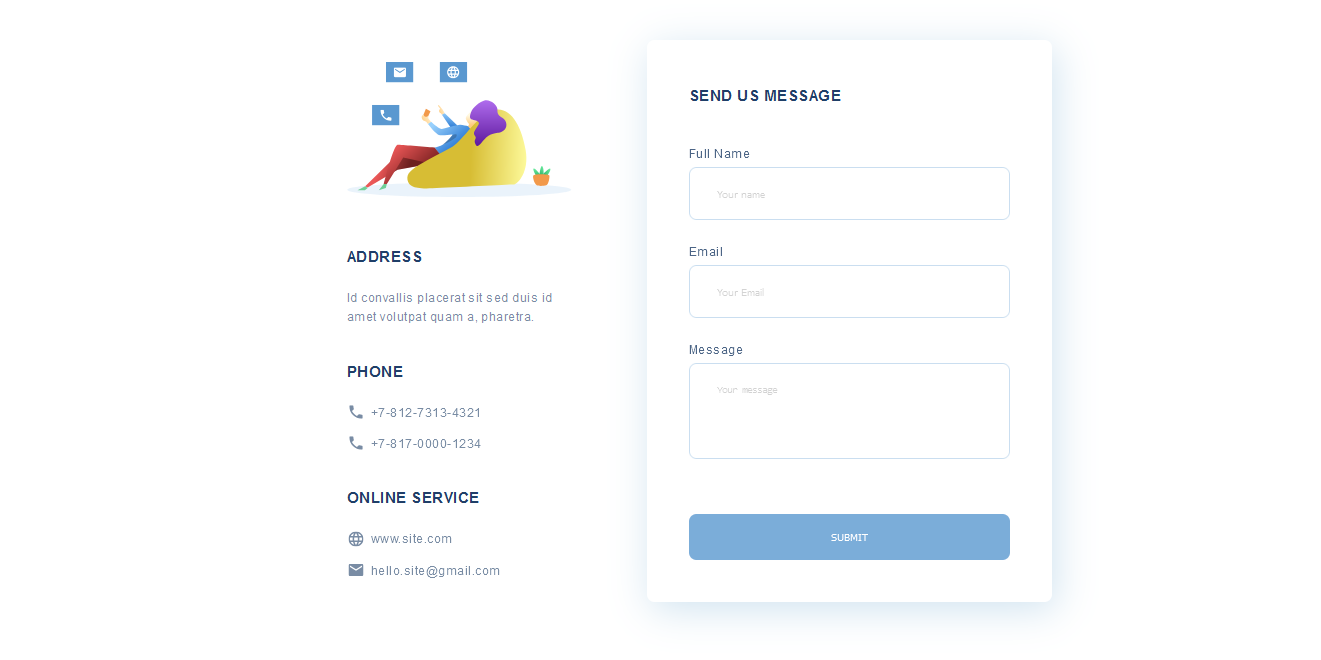 ADDRESS
Id convallis placerat sit sed duis id
amet volutpat quam a, pharetra.
PHONE
+7-812-7313-4321
+7-817-0000-1234
ONLINE SERVICE
www.site.com
hello.site@gmail.com
SEND US MESSAGE
Full Name
Your name
Email
Your Email
Message
Your message
SUBMIT